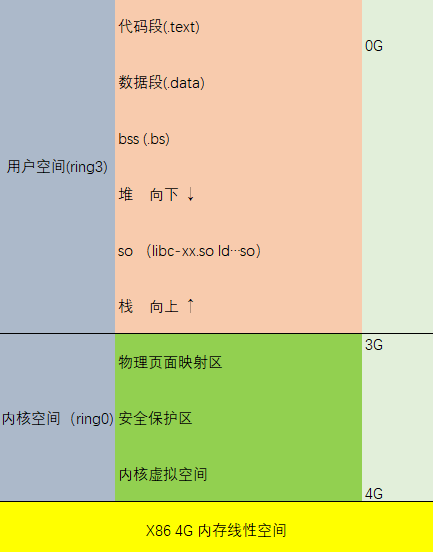 代码段(.text)
0G
数据段(.data)
bss (.bs)
用户空间(ring3)
堆 向下 ↓
so （libc-xx.so ld…so）
栈 向上 ↑
3G
物理页面映射区
内核空间（ring0)
安全保护区
内核虚拟空间
4G
X86 4G 内存线性空间